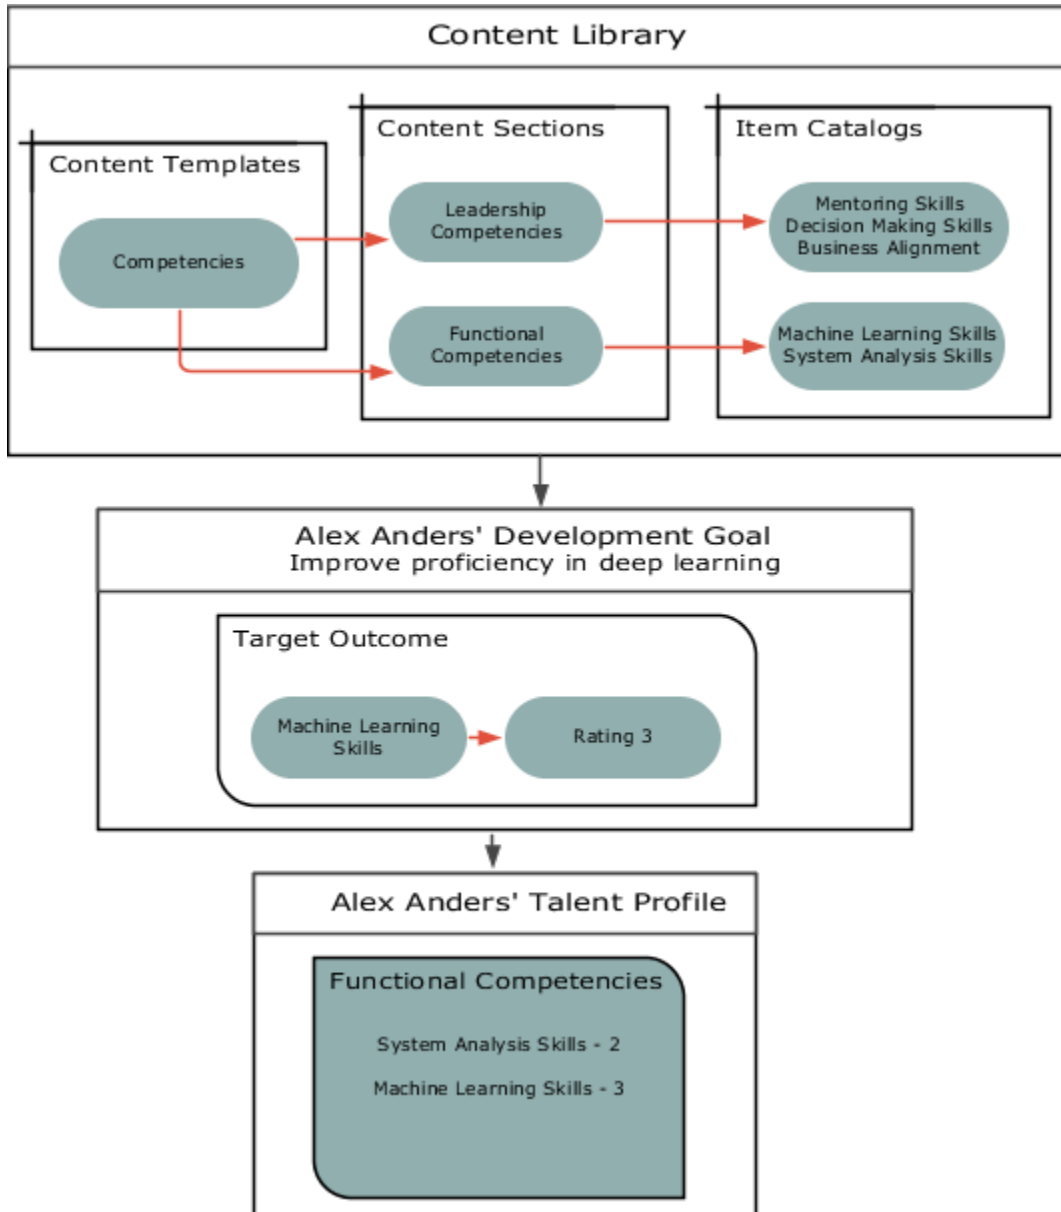 Content Library
Content Templates
Competencies
Content Sections
Leadership
Competencies
Functional
Competencies
Item Catalogs
Mentoring Skills
Decision Making Skills
Business Alignment
Machine Learning Skills
System Analysis Skills
Alex Anders' Development Goal
Improve proficiency in deep learning
Target Outcome
Machine Learning
Skills
Rating 3
Alex Anders' Talent Profile
Functional Competencies
System Analysis Skills - 2
Machine Learning Skills - 3